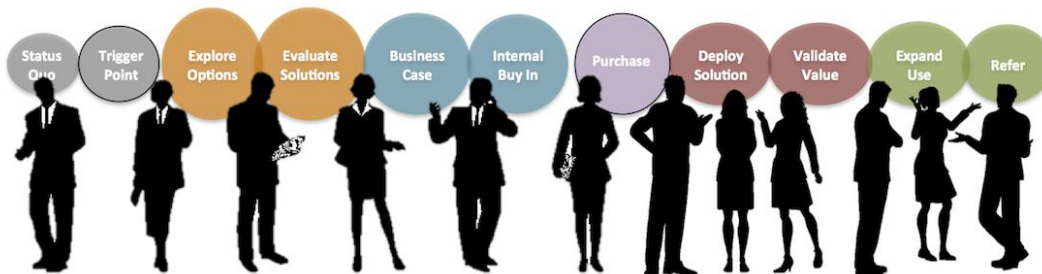 Status
Quo
Trigger
Point
Explore
Options
Evaluate
Solutions
Business
Case
Internal
Buy In
Purchase
Deploy
Solution
Validate
Value
Expand
Use
Refer